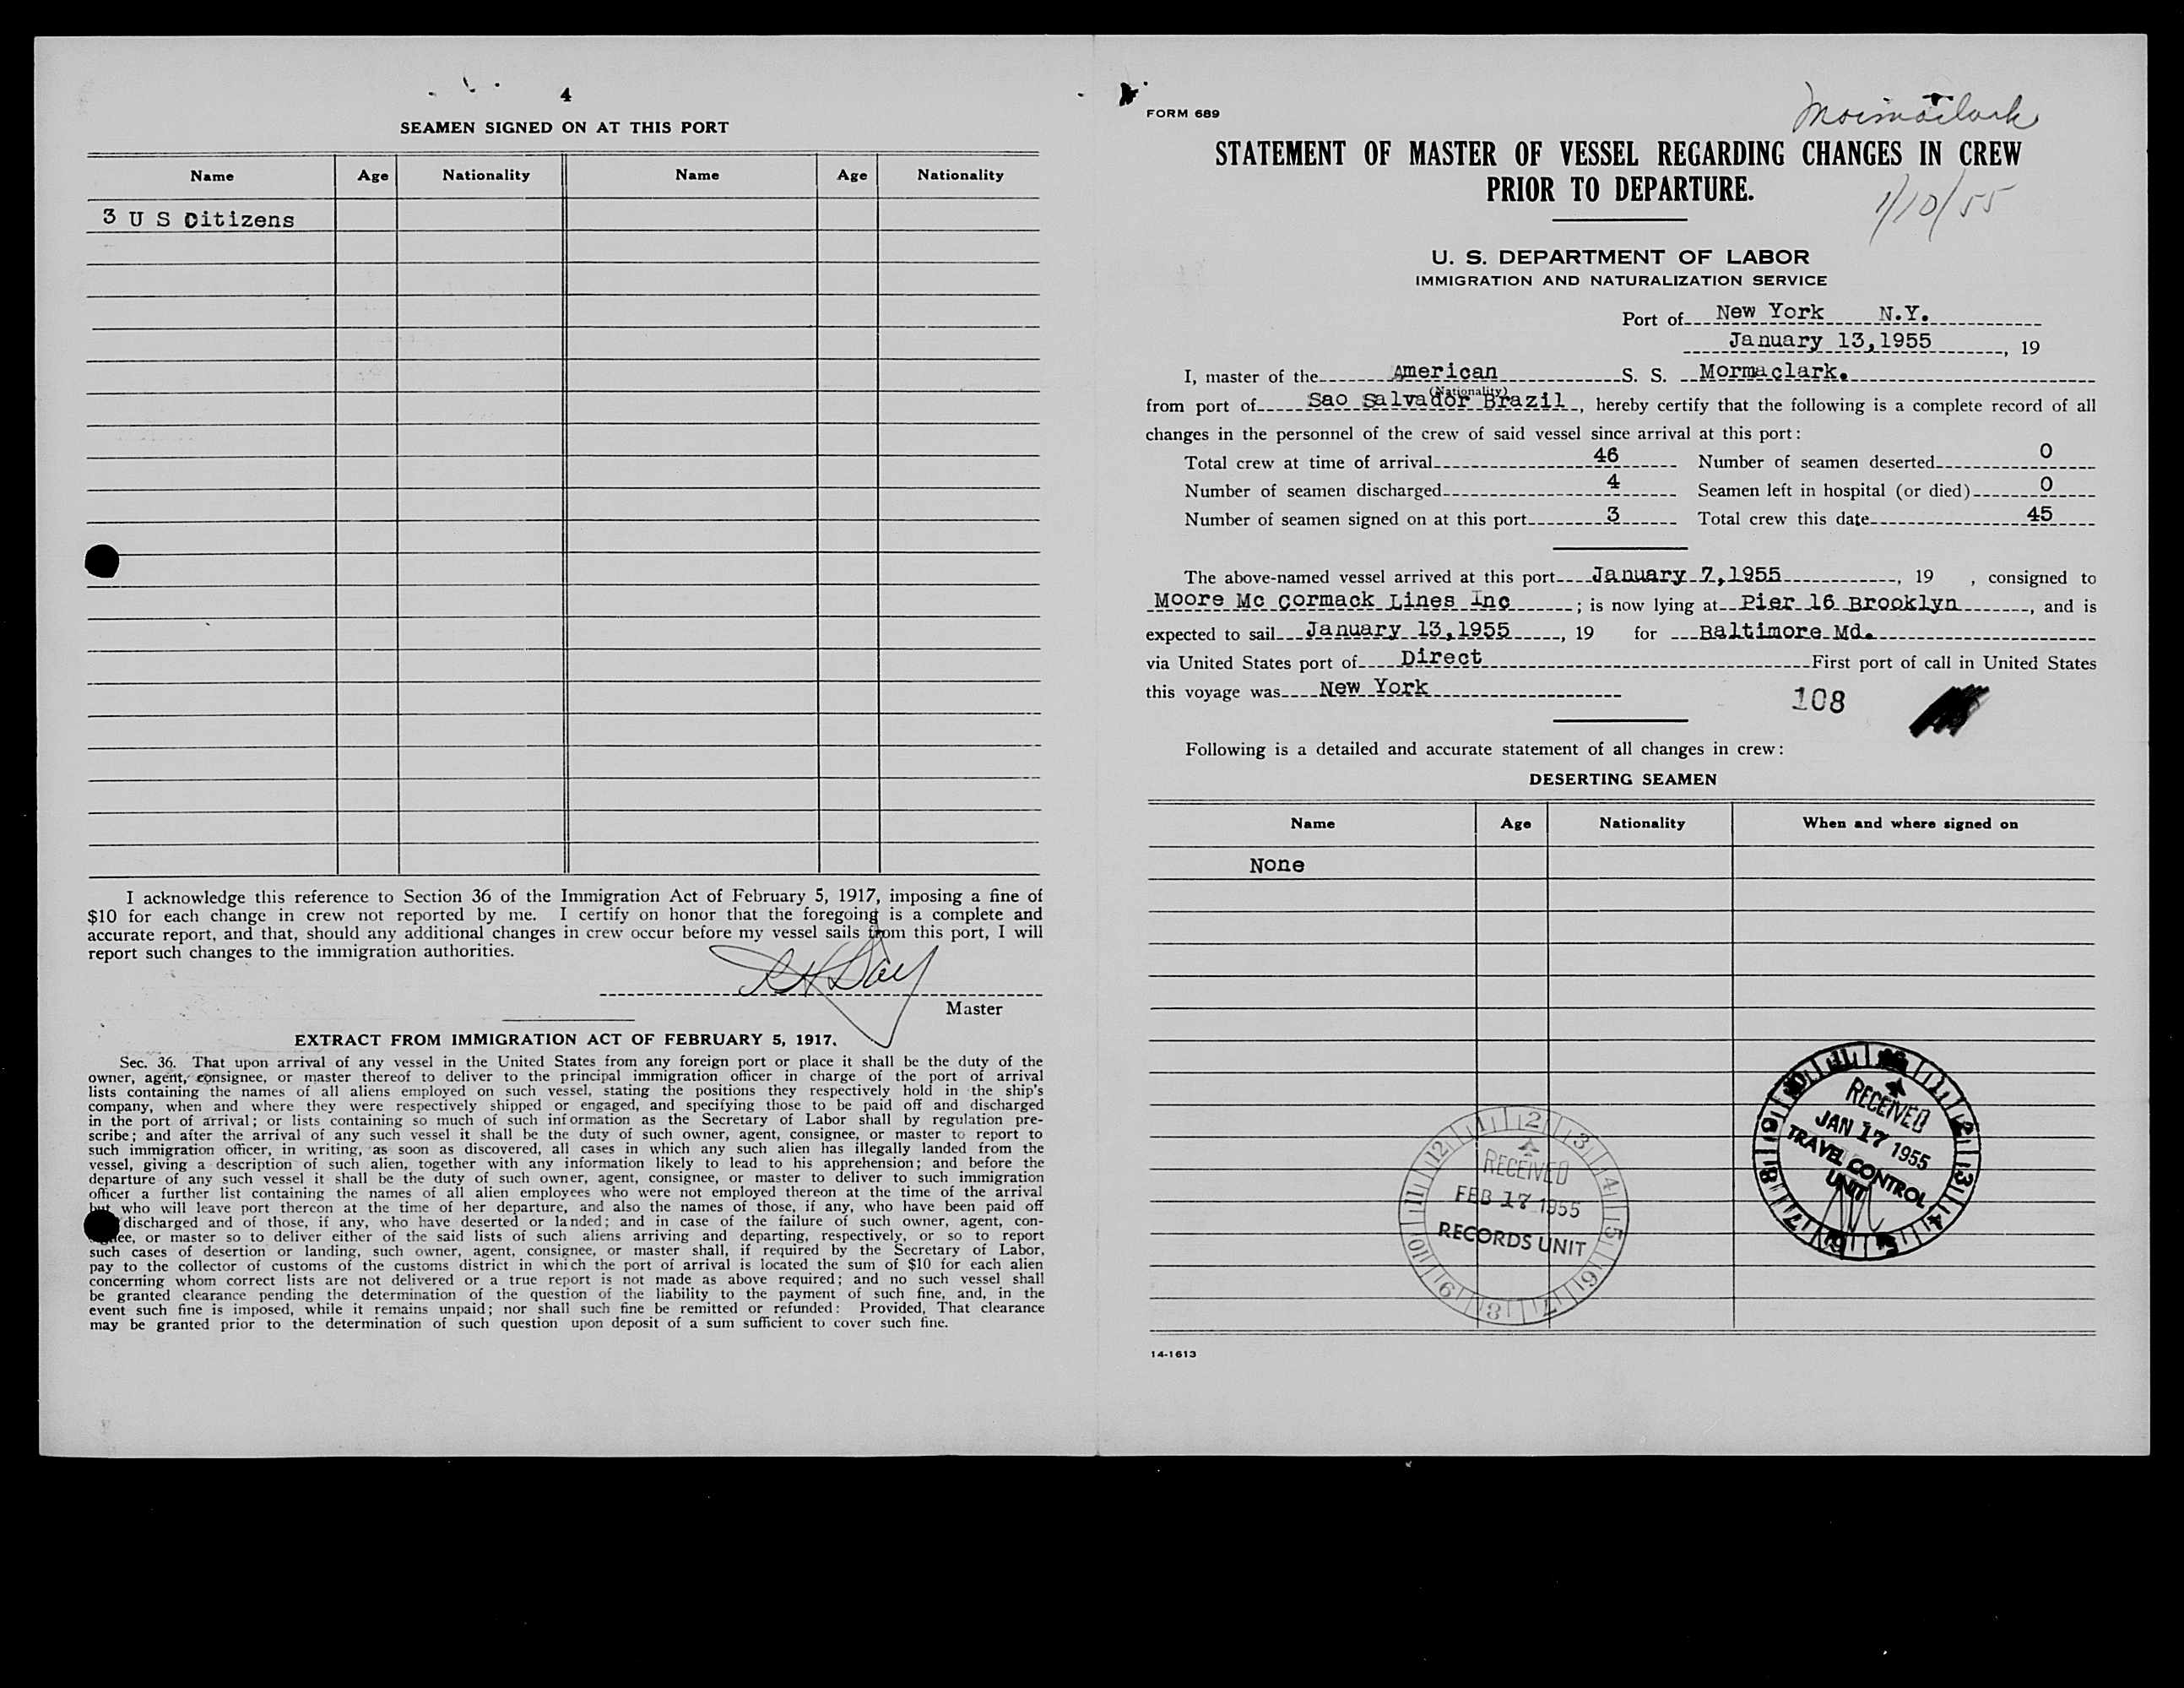 4
SEAMEN SIGNED ON AT THIS PORT
Name Age Nationality Name Age Nationality
3 U S Citizens
I acknowledge this reference to Section 36 of the Immigration Act of February 5, 1917, imposing a fine of
$10 for each change in crew not reported by me. I certify on honor that the foregoing is a complete and
accurate report, and that, should any additional changes in crew occur before my vessel sails from this port, I will
report such changes to the immigration authorities.
Day
Master
EXTRACT FROM IMMIGRATION ACT OF FEBRUARY 5, 1917.
Sec. 36. That upon arrival of any vessel in the United States from any foreign port or place it shall be the duty of the
owner, agent, consignee, or master thereof to deliver to the principal immigration officer in charge of the port of arrival
lists containing the names of all aliens employed on such vessel, stating the positions they respectively hold in the ship's
company, when and where they were respectively shipped or engaged, and specifying those to be paid off and discharged
in the port of arrival; or lists containing so much of such information as the Secretary of Labor shall by regulation pre-
scribe; and after the arrival of any such vessel it shall be the duty of such owner, agent, consignee, or master to report to
such immigration officer, in writing, as soon as discovered, all cases in which any such alien has illegally landed from the
vessel, giving a description of such alien, together with any information likely to lead to his apprehension; and before the
departure of any such vessel it shall be the duty of such owner, agent, consignee, or master to deliver to such immigration
officer a further list containing the names of all alien employees who were not employed thereon at the time of the arrival
but who will leave port thereon at the time of her departure, and also the names of those, if any, who have been paid off
discharged and of those, if any, who have deserted or landed; and in case of the failure of such owner, agent, con-
signee, or master so to deliver either of the said lists of such aliens arriving and departing, respectively, or so to report
such cases of desertion or landing, such owner, agent, consignee, or master shall, if required by the Secretary of Labor,
pay to the collector of customs of the customs district in which the port of arrival is located the sum of $10 for each alien
concerning whom correct lists are not delivered or a true report is not made as above required; and no such vessel shall
be granted clearance pending the determination of the question of the liability to the payment of such fine, and, in the
event such fine is imposed, while it remains unpaid; nor shall such fine be remitted or refunded: Provided, That clearance
may be granted prior to the determination of such question upon deposit of a sum sufficient to cover such fine.
FORM 689
Mormaclark
STATEMENT OF MASTER OF VESSEL REGARDING CHANGES IN CREW
PRIOR TO DEPARTURE.
1/10/55
U. S. DEPARTMENT OF LABOR
IMMIGRATION AND NATURALIZATION SERVICE
Port of New York N.Y.
January 13,1955, 19
I, master of the American S. S. Mormaclark.
(Nationality)
from port of Sao Salvador Brazil, hereby certify that the following is a complete record of all
changes in the personnel of the crew of said vessel since arrival at this port:
Total crew at time of arrival 46 Number of seamen deserted 0
Number of seamen discharged 4 Seamen left in hospital (or died) 0
Number of seamen signed on at this port 3 Total crew this date 45
The above-named vessel arrived at this port January 7,1955, 19 , consigned to
Moore Mc Cormack Lines Inc; is now lying at Pier 16 Brooklyn, and is
expected to sail January 13,1955, 19 for Baltimore Md.
via United States port of Direct First port of call in United States
this voyage was New York
108
Following is a detailed and accurate statement of all changes in crew:
DESERTING SEAMEN
Name Age Nationality When and where signed on
None
RECEIVED
JAN 17 1955
TRAVEL CONTROL
UNIT
RECEIVED
FEB 17 1955
RECORDS UNIT
14-1613